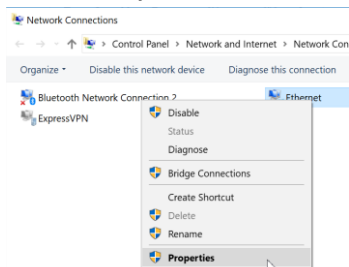 Network Connections
Control Panel > Network and Internet > Network Con
Organize Disable this network device Diagnose this connection
Bluetooth Network Connection 2 Ethernet
ExpressVPN
Disable
Status
Diagnose
Bridge Connections
Create Shortcut
Delete
Rename
Properties